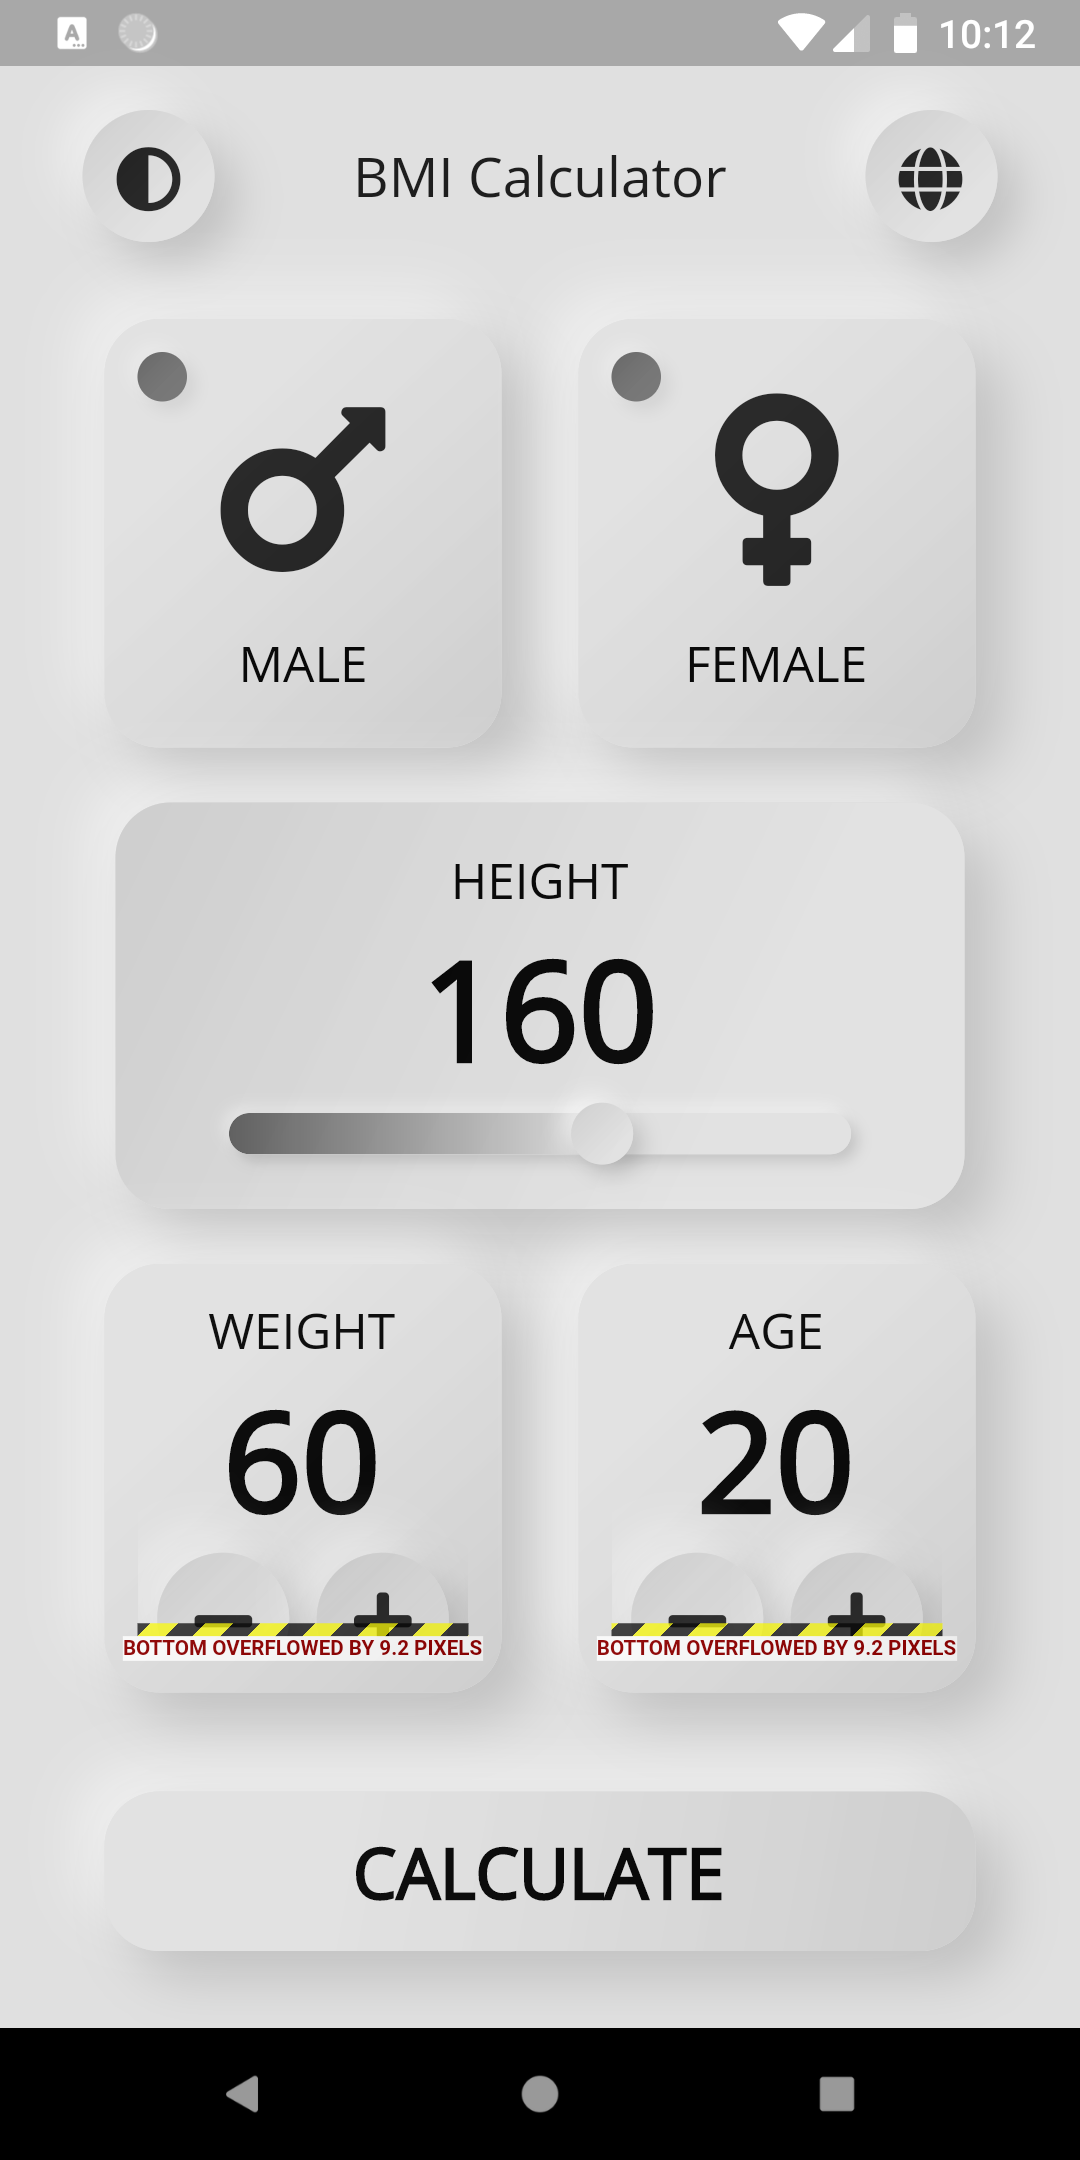 A
10:12
BMI Calculator
MALE
FEMALE
HEIGHT
160
WEIGHT
AGE
60
20
BOTTOM OVERFLOWED BY 9.2 PIXELS
BOTTOM OVERFLOWED BY 9.2 PIXELS
CALCULATE